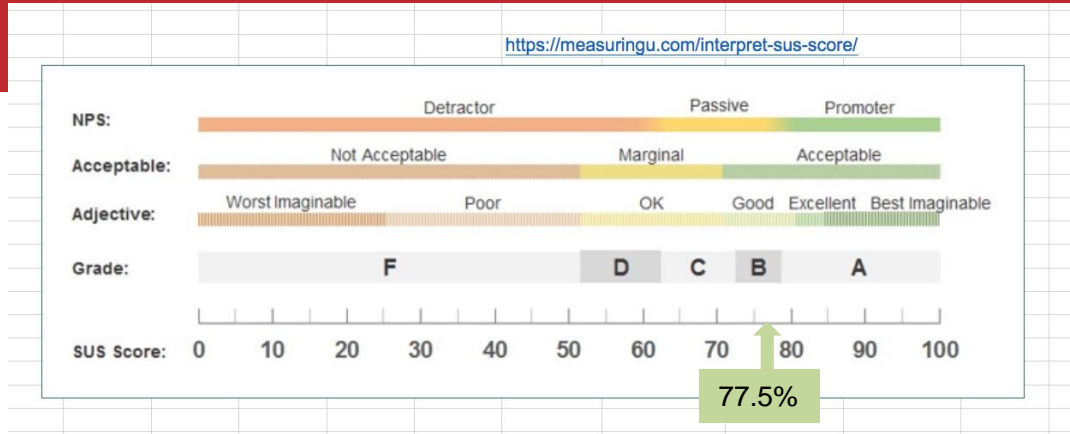 https://measuringu.com/interpret-sus-score/
NPS: Detractor Passive Promoter
Acceptable: Not Acceptable Marginal Acceptable
Adjective: Worst Imaginable Poor OK Good Excellent Best Imaginable
Grade: F D C B A
SUS Score: 0 10 20 30 40 50 60 70 80 90 100
77.5%